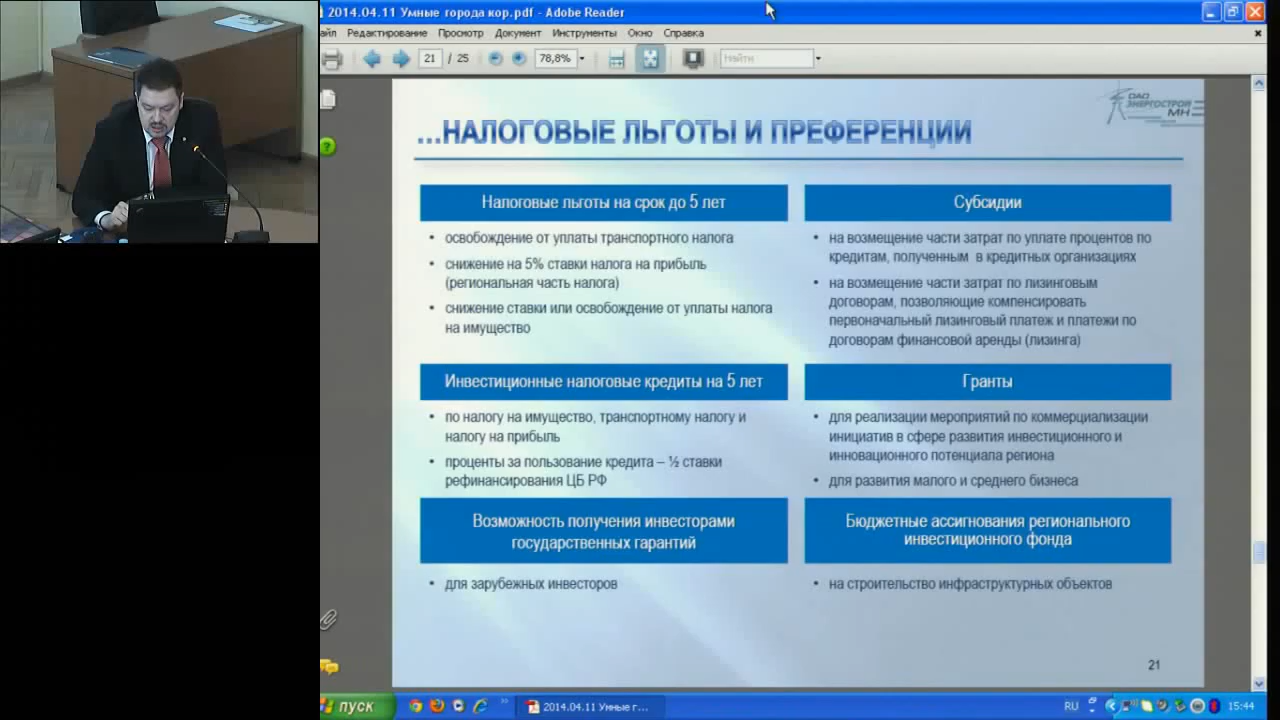 2014.04.11 Умные города кор.pdf - Adobe Reader
айл Редактирование Просмотр Документ Инструменты Окно Справка
21 / 25 78,8% Найти
ОАО
ЭНЕРГОСТРОЙ
МН
...НАЛОГОВЫЕ ЛЬГОТЫ И ПРЕФЕРЕНЦИИ
Налоговые льготы на срок до 5 лет
• освобождение от уплаты транспортного налога
• снижение на 5% ставки налога на прибыль
(региональная часть налога)
• снижение ставки или освобождение от уплаты налога
на имущество
Субсидии
• на возмещение части затрат по уплате процентов по
кредитам, полученным в кредитных организациях
• на возмещение части затрат по лизинговым
договорам, позволяющие компенсировать
первоначальный лизинговый платеж и платежи по
договорам финансовой аренды (лизинга)
Инвестиционные налоговые кредиты на 5 лет
• по налогу на имущество, транспортному налогу и
налогу на прибыль
• проценты за пользование кредита – ½ ставки
рефинансирования ЦБ РФ
Гранты
• для реализации мероприятий по коммерциализации
инициатив в сфере развития инвестиционного и
инновационного потенциала региона
• для развития малого и среднего бизнеса
Возможность получения инвесторами
государственных гарантий
• для зарубежных инвесторов
Бюджетные ассигнования регионального
инвестиционного фонда
• на строительство инфраструктурных объектов
21
пуск 2014.04.11 Умные г... RU 15:44